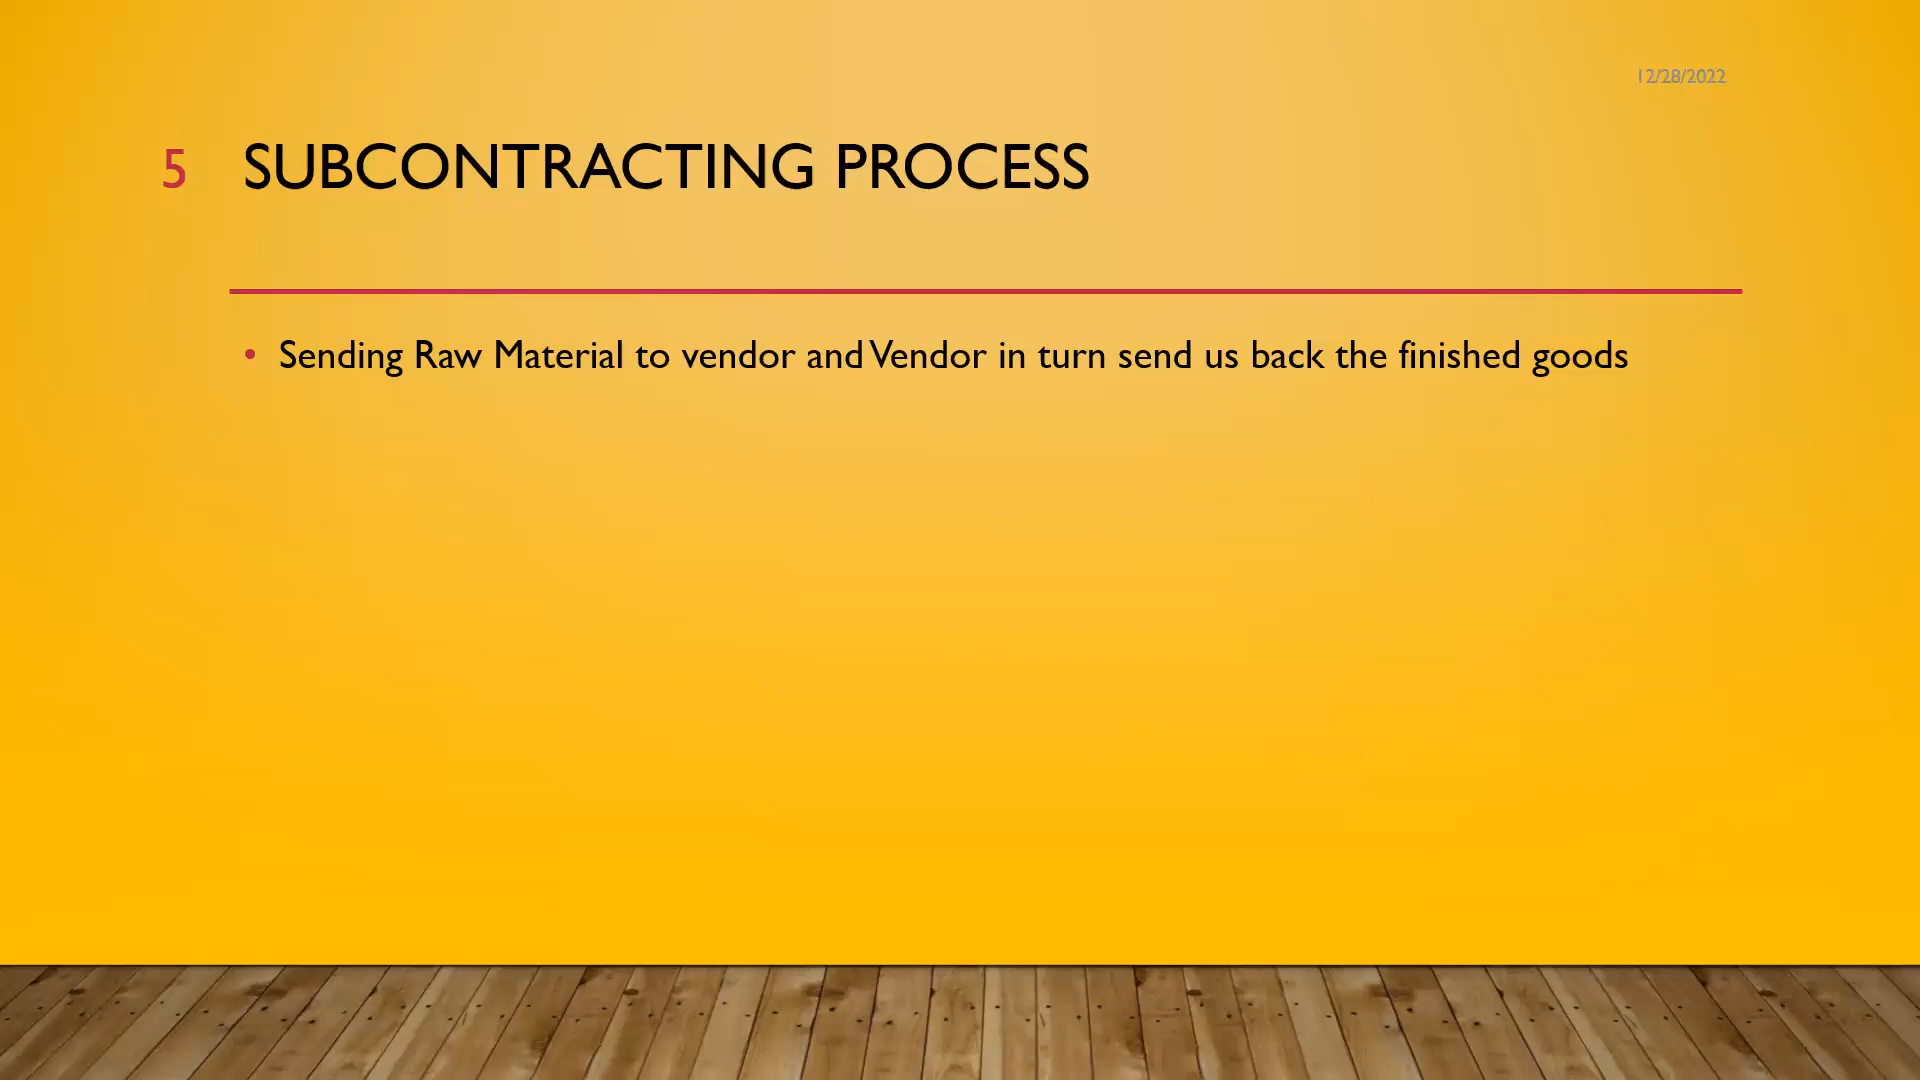 12/28/2022
5 SUBCONTRACTING PROCESS
• Sending Raw Material to vendor and Vendor in turn send us back the finished goods